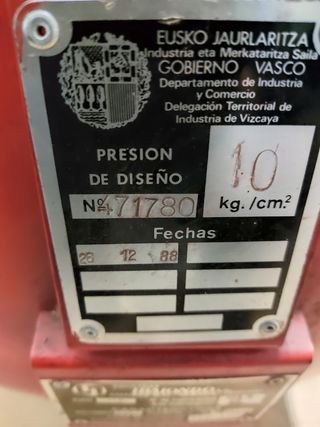 EUSKO JAURLARITZA
Industria eta Merkataritza Saila
GOBIERNO VASCO
Departamento de Industria
y Comercio
Delegación Territorial de
Industria de Vizcaya
PRESION
DE DISEÑO
10
kg./cm.²
Nº 471780
Fechas
28 12 88